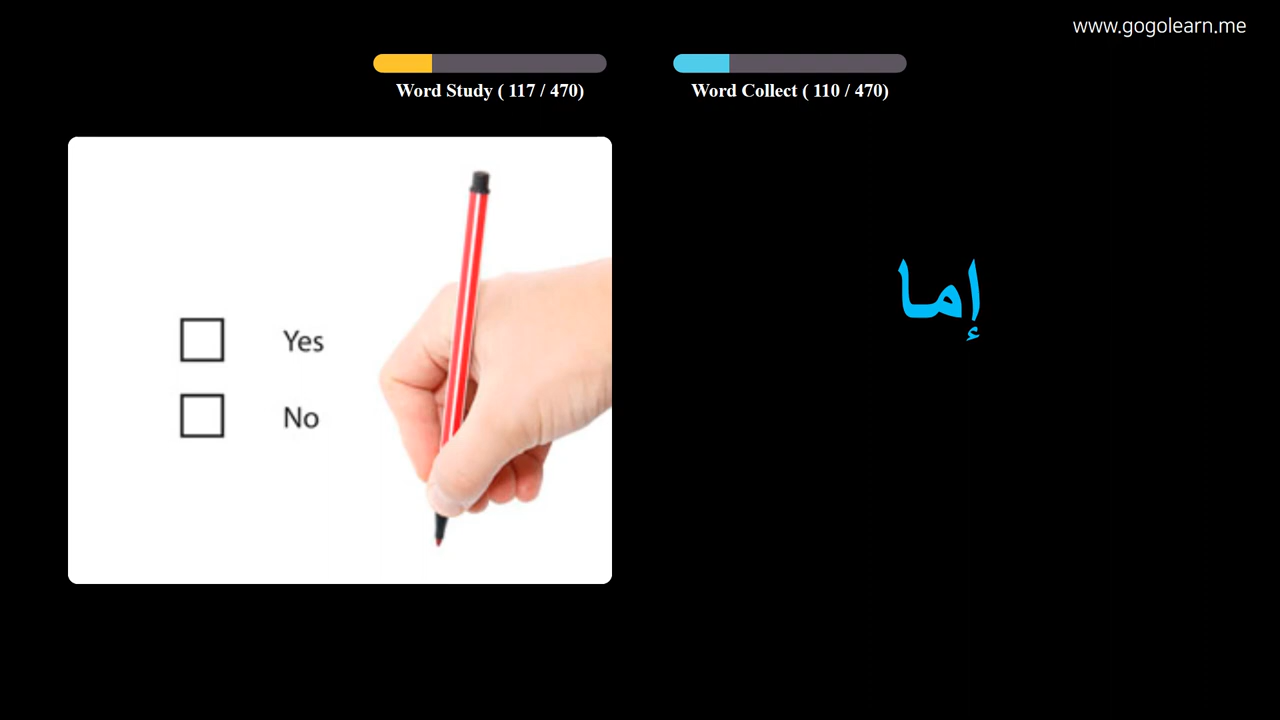 www.gogolearn.me
Word Study ( 117 / 470)
Word Collect ( 110 / 470)
Yes
No
إما